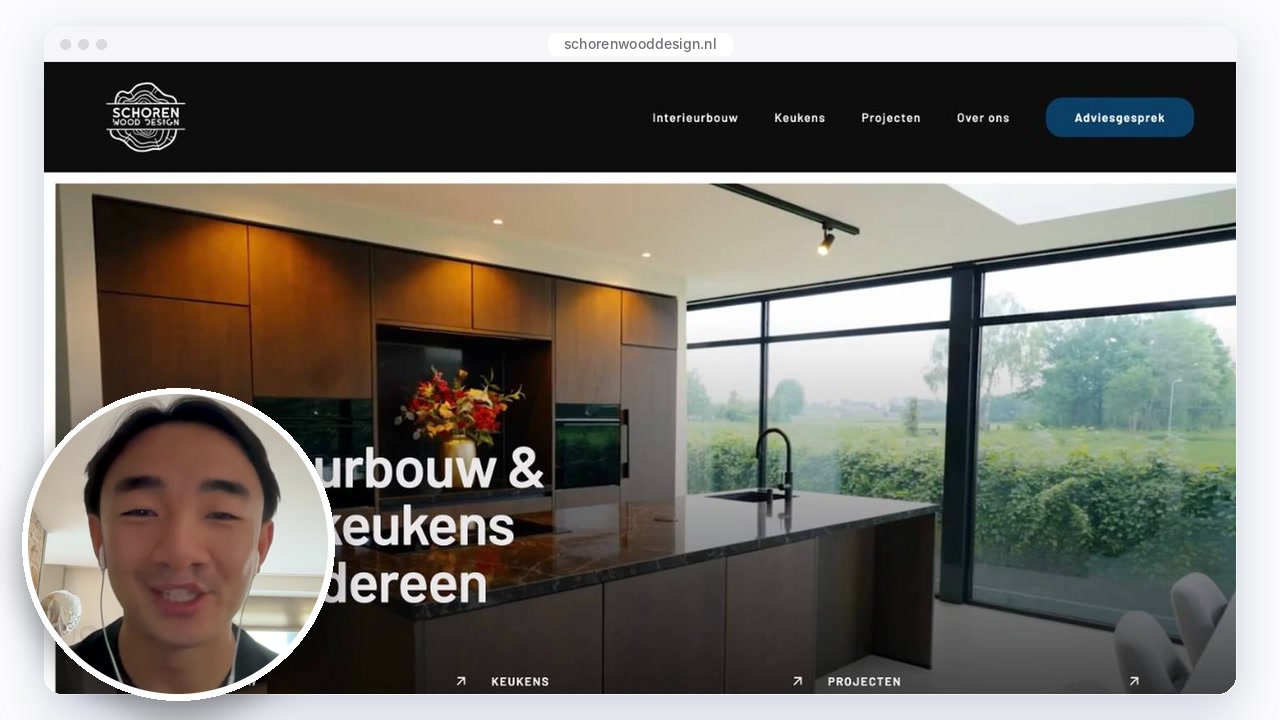 schorenwooddesign.nl
SCHOREN
WOOD DESIGN
Interieurbouw
Keukens
Projecten
Over ons
Adviesgesprek
urbouw &
keukens
dereen
KEUKENS
PROJECTEN